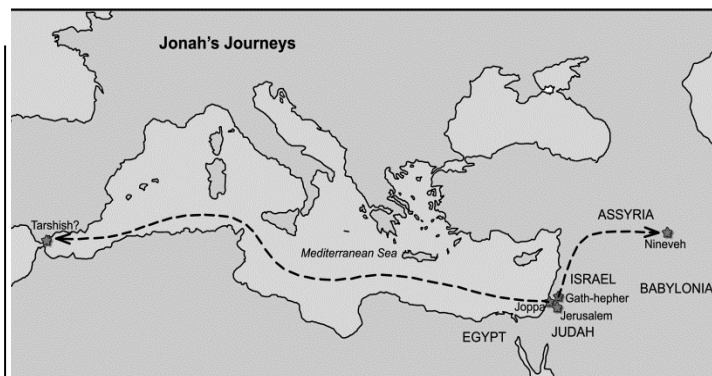 Jonah's Journeys
ASSYRIA
Tarshish?
Nineveh
Mediterranean Sea
ISRAEL
BABYLONIA
Gath-hepher
Joppa
Jerusalem
EGYPT
JUDAH